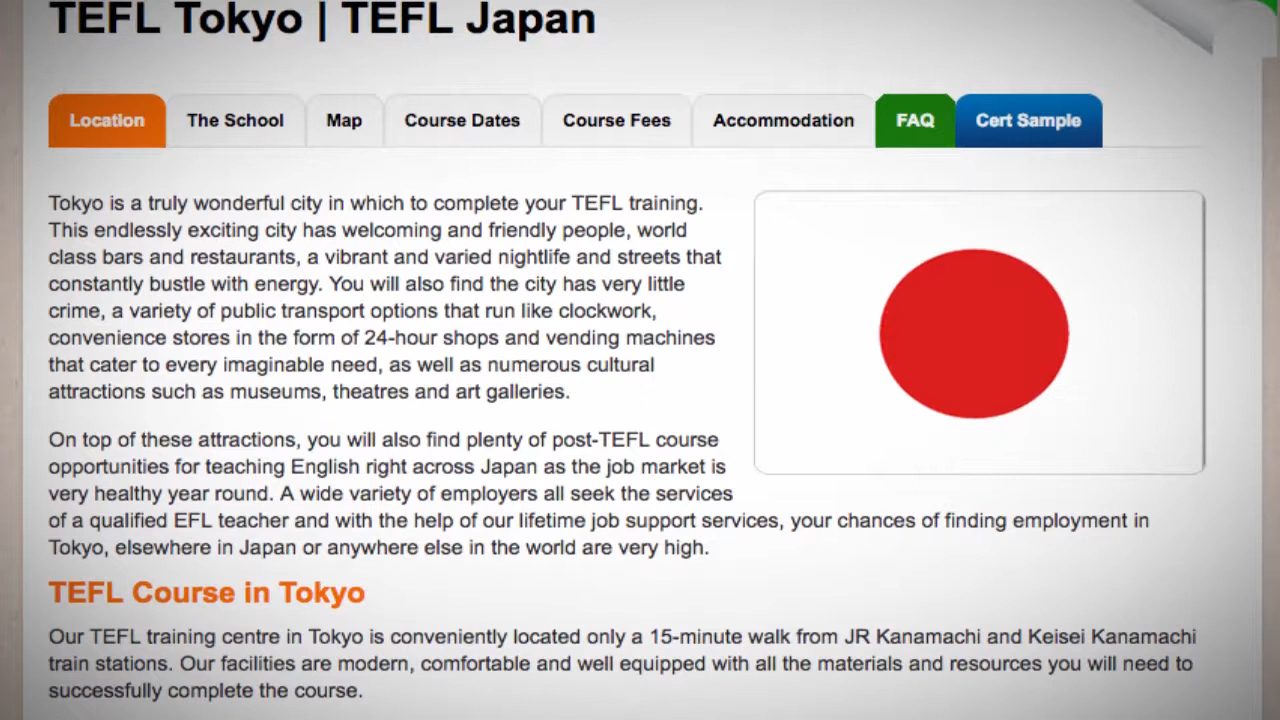 TEFL Tokyo | TEFL Japan
Location The School Map Course Dates Course Fees Accommodation FAQ Cert Sample
Tokyo is a truly wonderful city in which to complete your TEFL training.
This endlessly exciting city has welcoming and friendly people, world
class bars and restaurants, a vibrant and varied nightlife and streets that
constantly bustle with energy. You will also find the city has very little
crime, a variety of public transport options that run like clockwork,
convenience stores in the form of 24-hour shops and vending machines
that cater to every imaginable need, as well as numerous cultural
attractions such as museums, theatres and art galleries.
On top of these attractions, you will also find plenty of post-TEFL course
opportunities for teaching English right across Japan as the job market is
very healthy year round. A wide variety of employers all seek the services
of a qualified EFL teacher and with the help of our lifetime job support services, your chances of finding employment in
Tokyo, elsewhere in Japan or anywhere else in the world are very high.
TEFL Course in Tokyo
Our TEFL training centre in Tokyo is conveniently located only a 15-minute walk from JR Kanamachi and Keisei Kanamachi
train stations. Our facilities are modern, comfortable and well equipped with all the materials and resources you will need to
successfully complete the course.